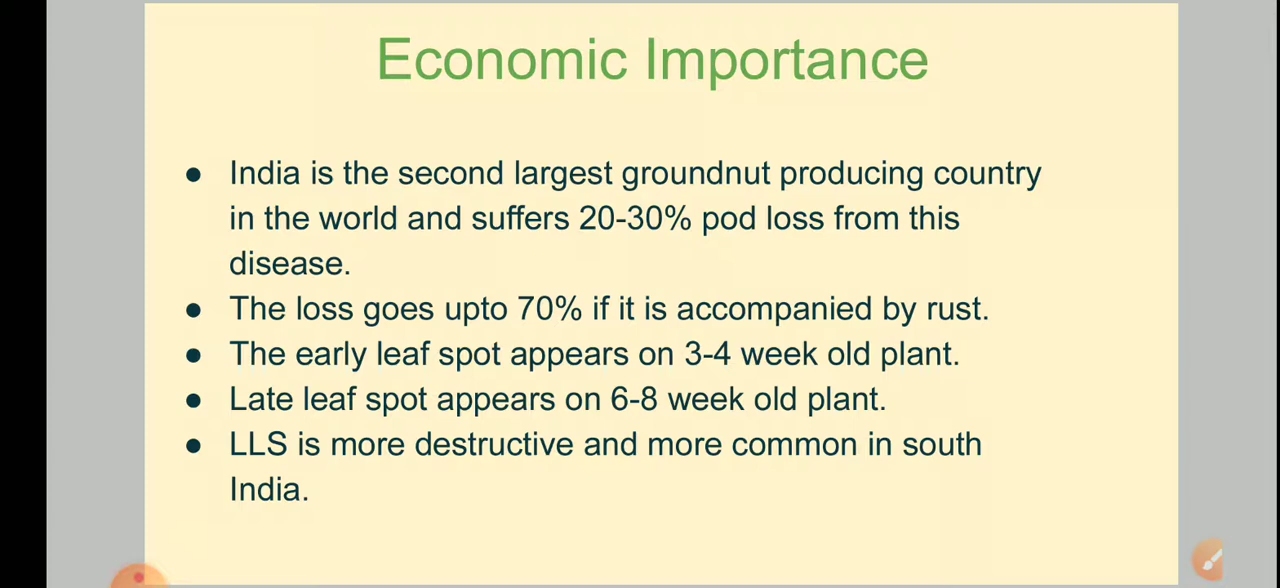 Economic Importance
● India is the second largest groundnut producing country
in the world and suffers 20-30% pod loss from this
disease.
● The loss goes upto 70% if it is accompanied by rust.
● The early leaf spot appears on 3-4 week old plant.
● Late leaf spot appears on 6-8 week old plant.
● LLS is more destructive and more common in south
India.